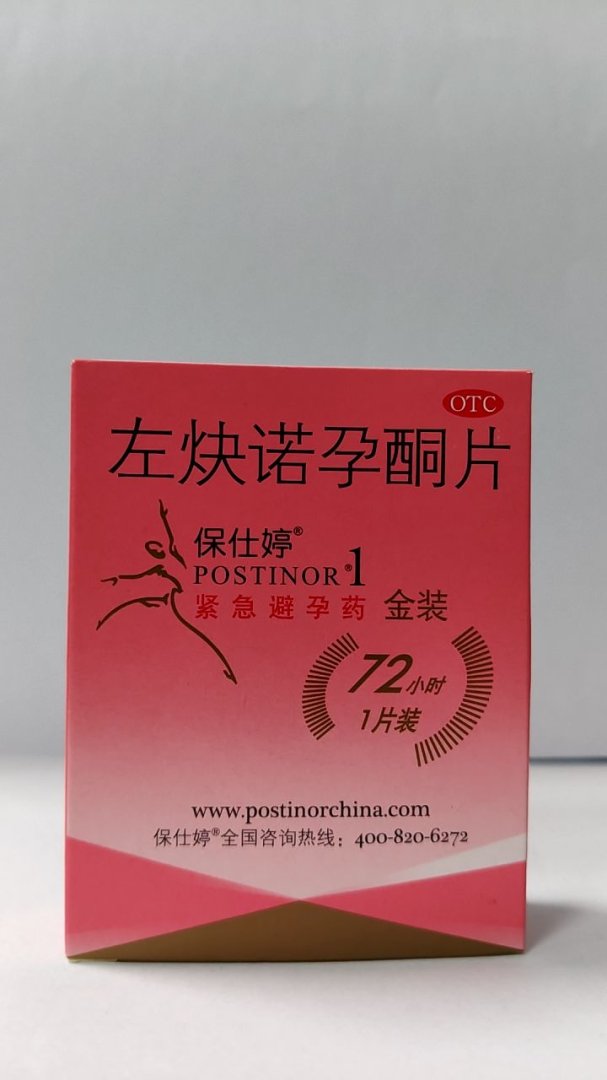 OTC
左炔诺孕酮片
保仕婷®
POSTINOR®1
紧急避孕药 金装
72小时
1片装
www.postinorchina.com
保仕婷®全国咨询热线：400-820-6272